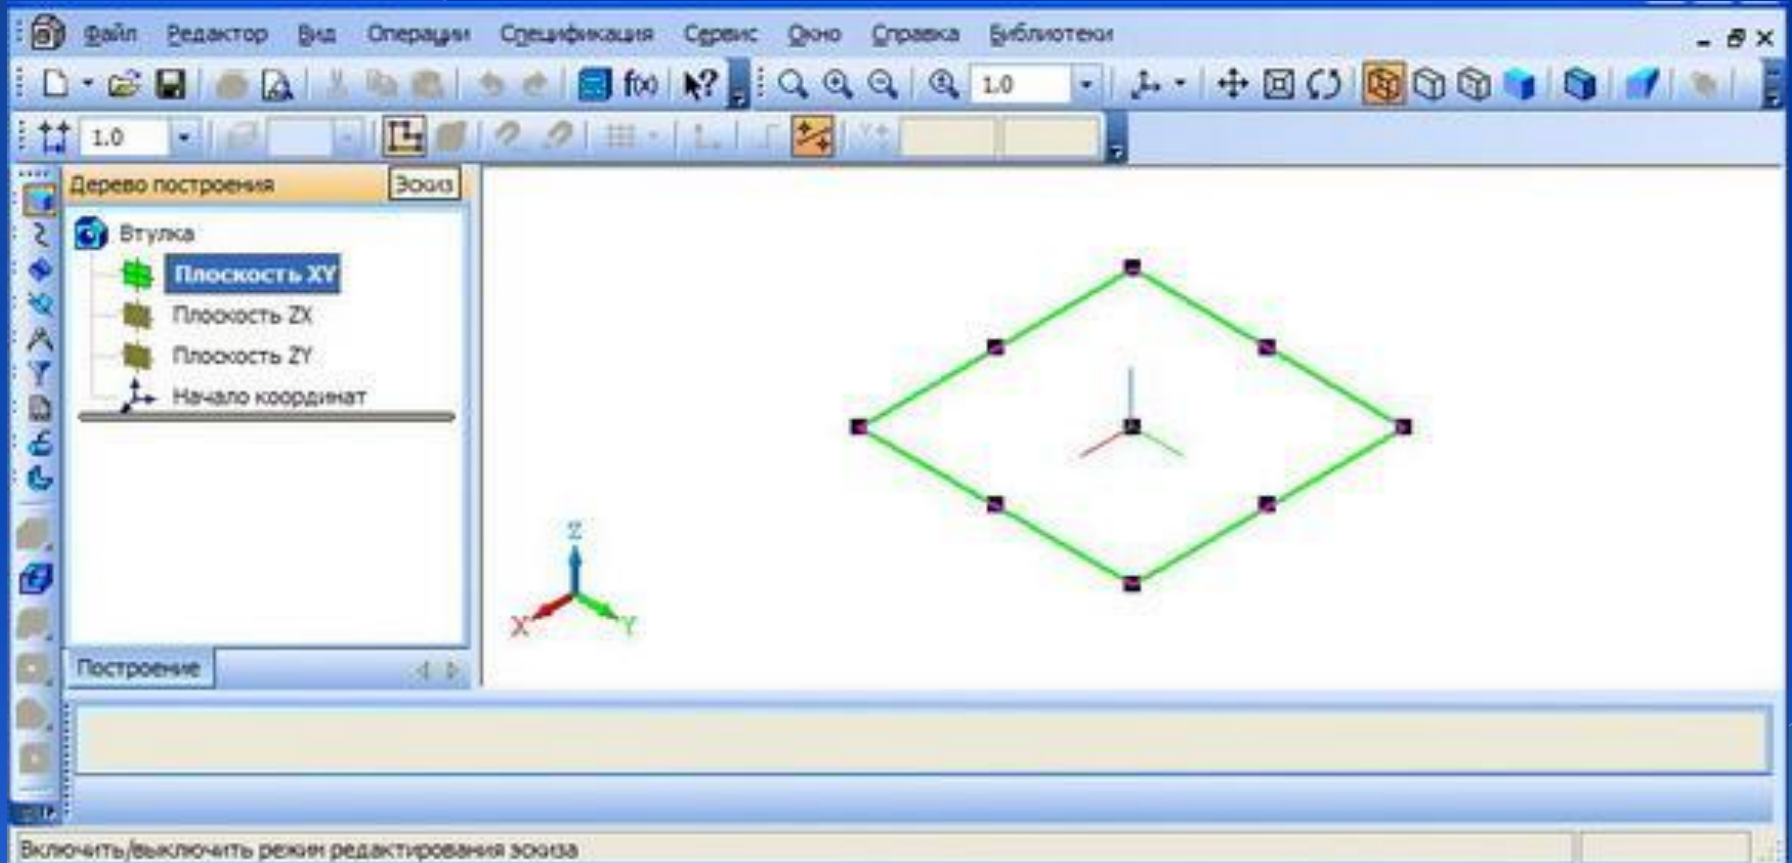 Файл Редактор Вид Операции Спецификация Сервис Окно Справка Библиотеки
f(x) ? 1.0
1.0
Дерево построения Эскиз
Втулка
Плоскость XY
Плоскость ZX
Плоскость ZY
Начало координат
Z
X Y
Построение
Включить/выключить режим редактирования эскиза